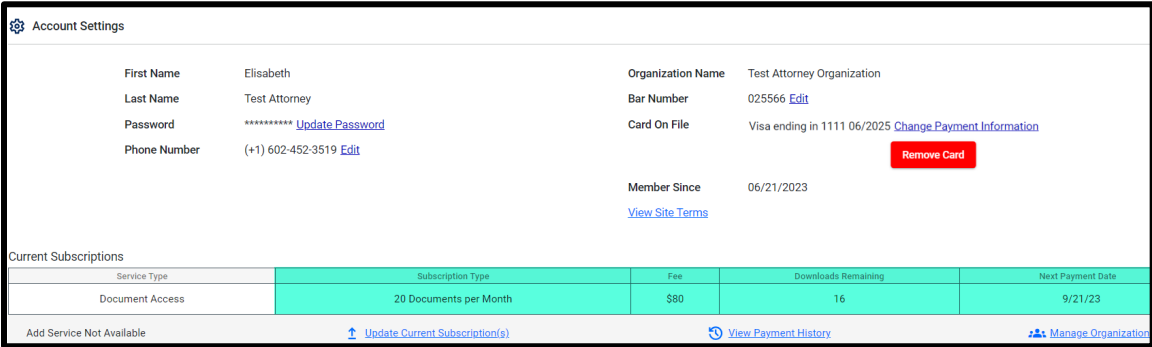 Account Settings
First Name Elisabeth
Last Name Test Attorney
Password ********** Update Password
Phone Number (+1) 602-452-3519 Edit
Organization Name Test Attorney Organization
Bar Number 025566 Edit
Card On File Visa ending in 1111 06/2025 Change Payment Information
Remove Card
Member Since 06/21/2023
View Site Terms
Current Subscriptions
Service Type Subscription Type Fee Downloads Remaining Next Payment Date
Document Access 20 Documents per Month $80 16 9/21/23
Add Service Not Available Update Current Subscription(s) View Payment History Manage Organization